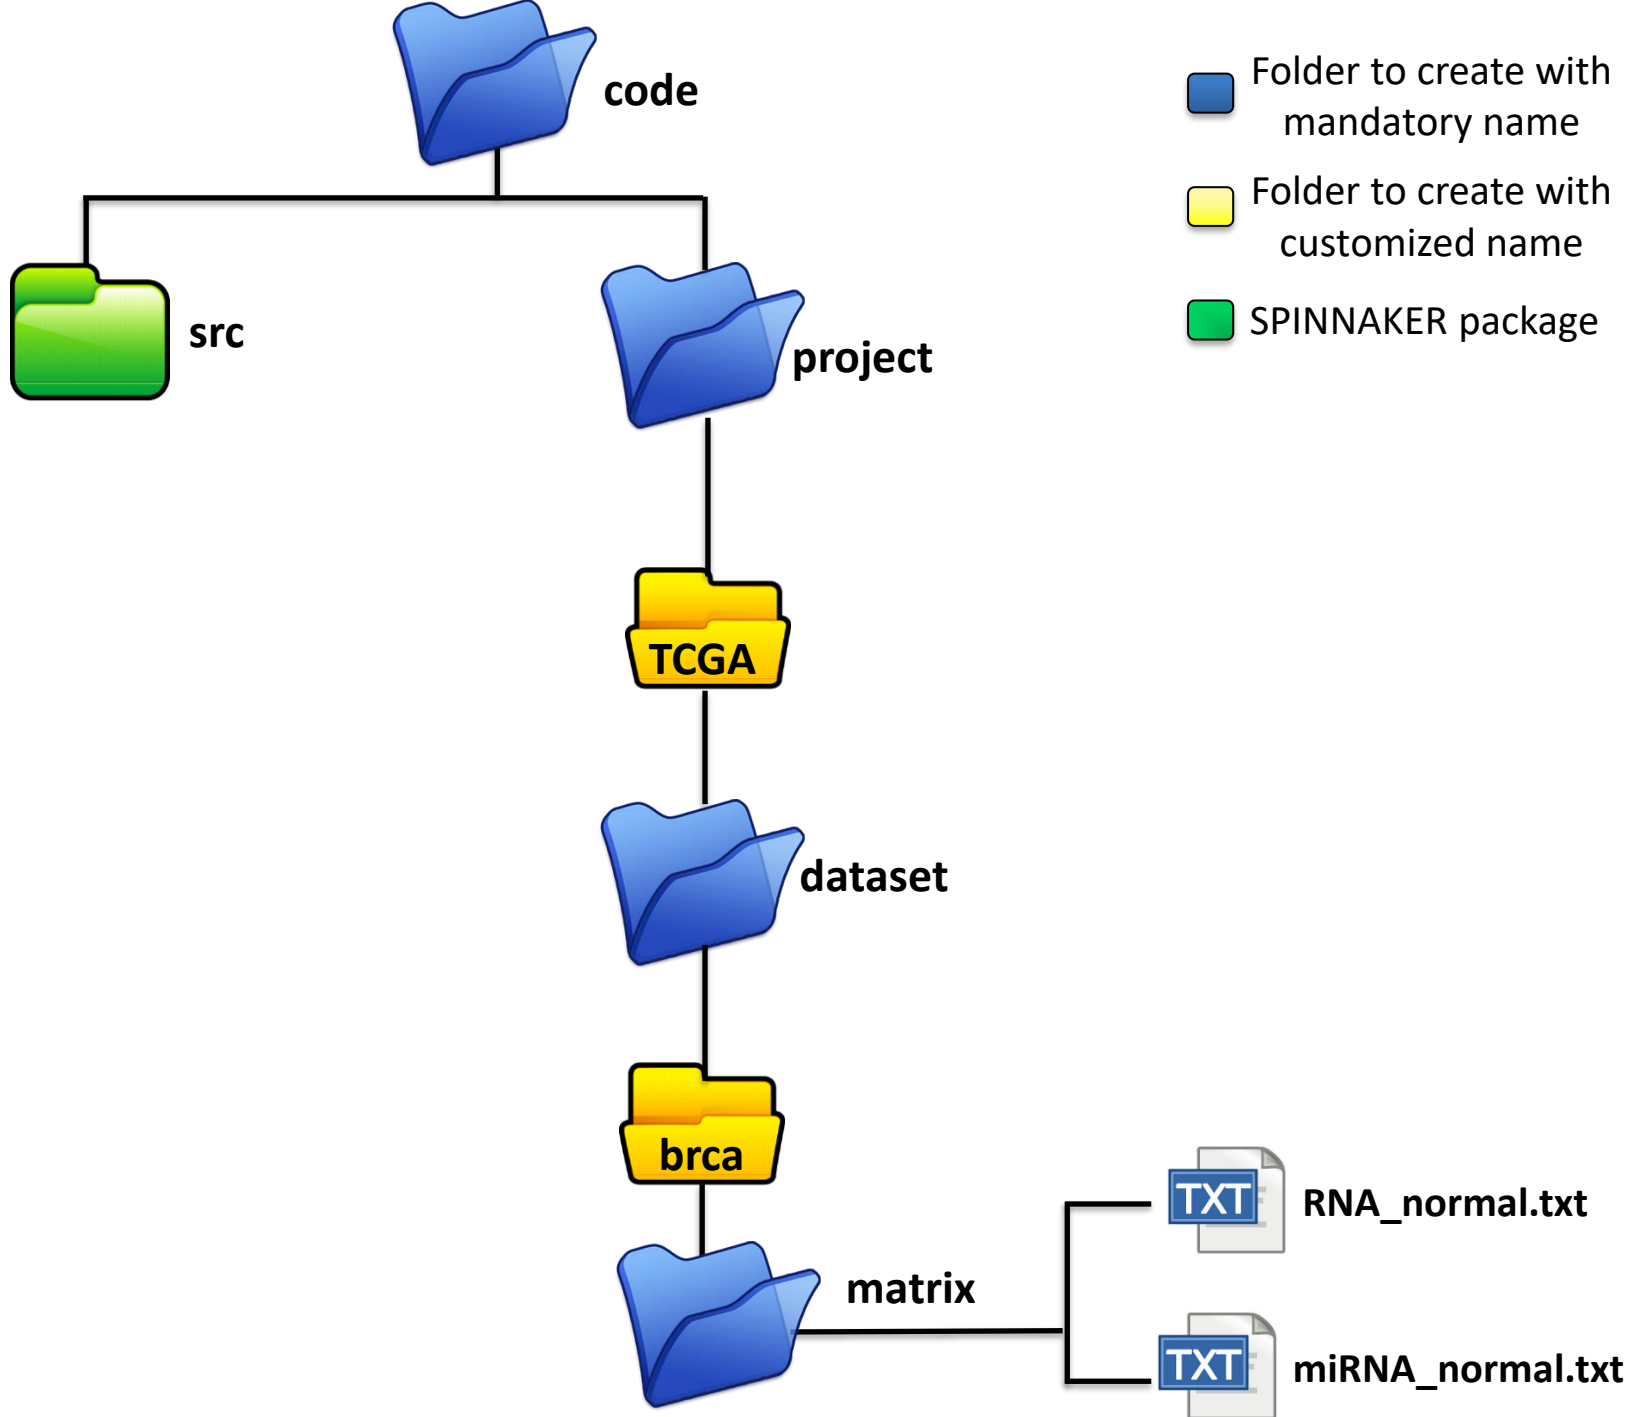 code
Folder to create with
mandatory name
Folder to create with
customized name
SPINNAKER package
src
project
TCGA
dataset
brca
matrix
TXT
RNA_normal.txt
TXT
miRNA_normal.txt